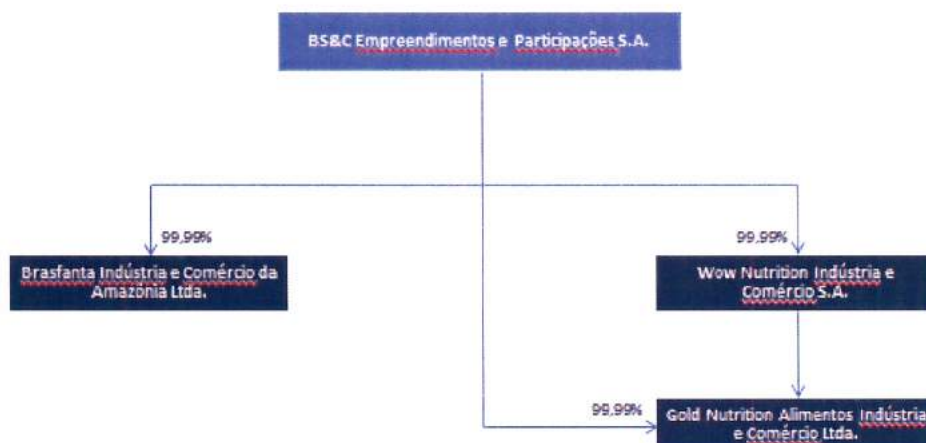 BS&C Empreendimentos e Participações S.A.
99,99%
99,99%
Brasfanta Indústria e Comércio da
Amazônia Ltda.
Wow Nutrition Indústria e
Comércio S.A.
99,99%
Gold Nutrition Alimentos Indústria
e Comércio Ltda.